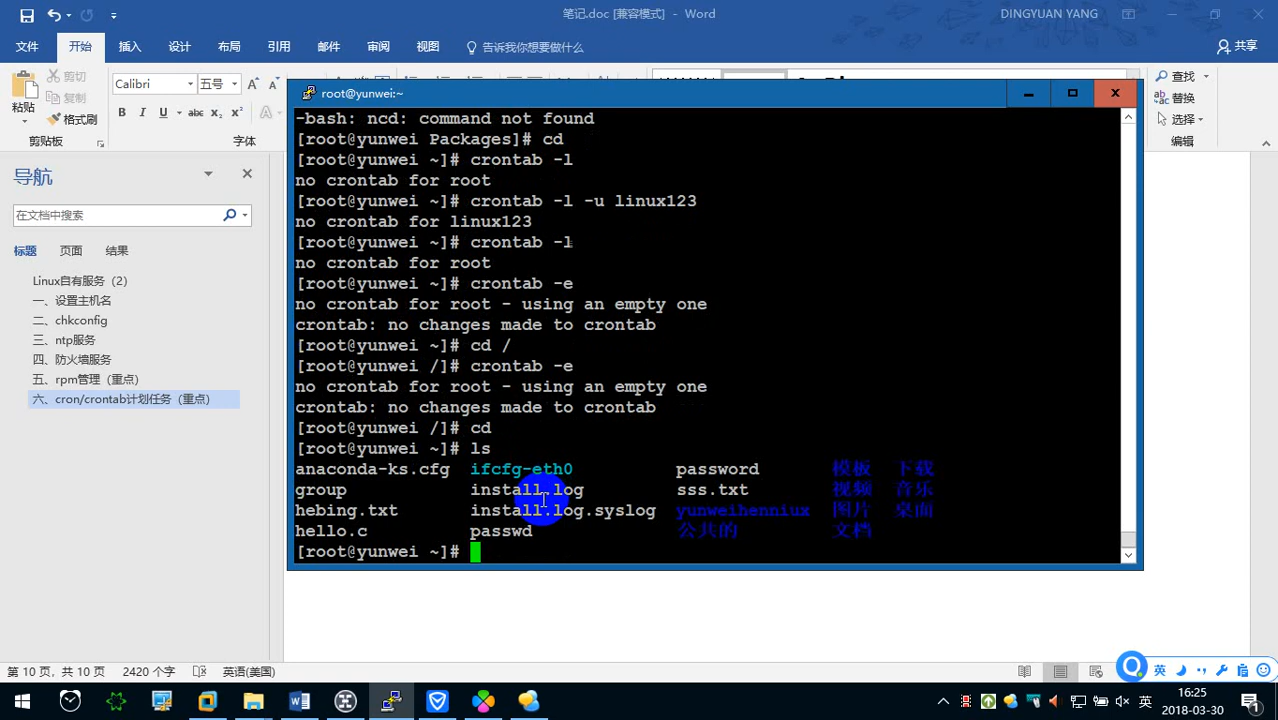 笔记.doc [兼容模式] - Word
DINGYUAN YANG
文件 开始 插入 设计 布局 引用 邮件 审阅 视图 告诉我你想要做什么 共享
剪切
复制
粘贴
格式刷
剪贴板
Calibri 五号
B I U abc x₂ x²
字体
查找
替换
选择
编辑
导航
在文档中搜索
标题 页面 结果
Linux自有服务（2）
一、设置主机名
二、chkconfig
三、ntp服务
四、防火墙服务
五、rpm管理（重点）
六、cron/crontab计划任务（重点）
root@yunwei:~
-bash: ncd: command not found
[root@yunwei Packages]# cd
[root@yunwei ~]# crontab -l
no crontab for root
[root@yunwei ~]# crontab -l -u linux123
no crontab for linux123
[root@yunwei ~]# crontab -l
no crontab for root
[root@yunwei ~]# crontab -e
no crontab for root - using an empty one
crontab: no changes made to crontab
[root@yunwei ~]# cd /
[root@yunwei /]# crontab -e
no crontab for root - using an empty one
crontab: no changes made to crontab
[root@yunwei /]# cd
[root@yunwei ~]# ls
anaconda-ks.cfg ifcfg-eth0 password 模板 下载
group install.log sss.txt 视频 音乐
hebing.txt install.log.syslog yunweihenniux 图片 桌面
hello.c passwd 公共的 文档
[root@yunwei ~]#
第 10 页，共 10 页 2420 个字 英语(美国)
英
英 16:25
2018-03-30